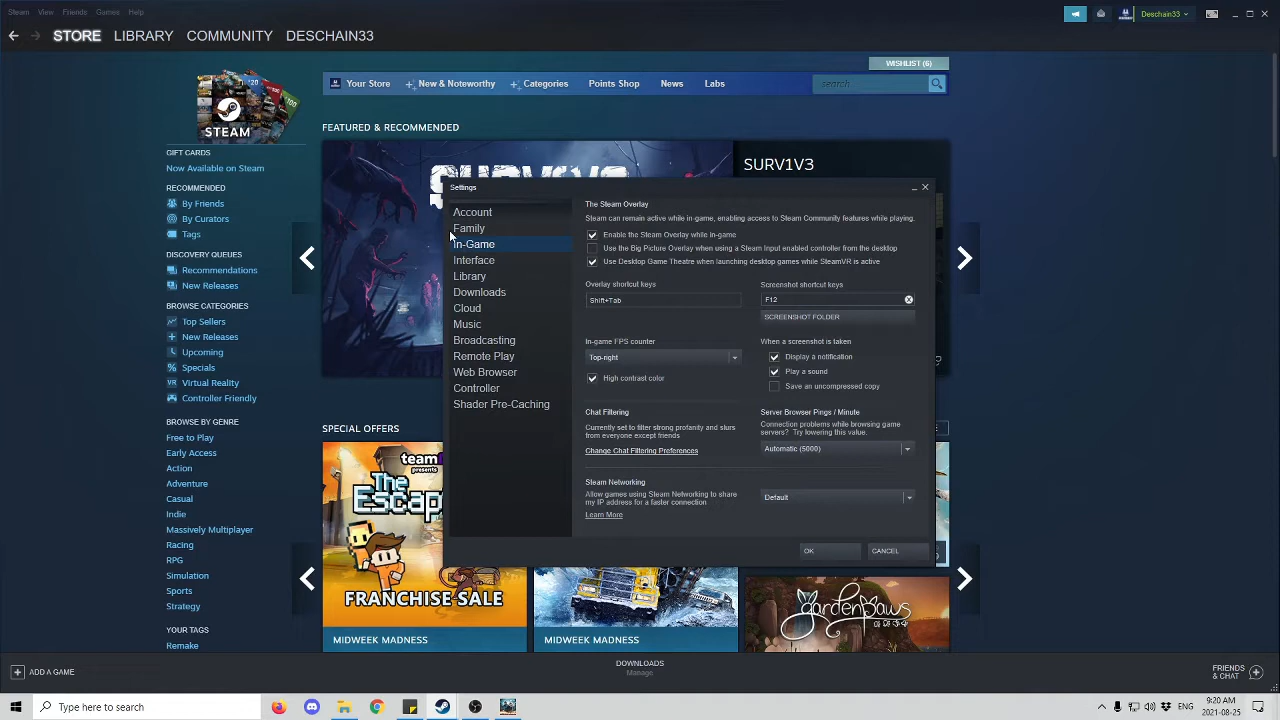 Steam View Friends Games Help
Deschain33
STORE LIBRARY COMMUNITY DESCHAIN33
WISHLIST (6)
Your Store New & Noteworthy Categories Points Shop News Labs
search
20
100
STEAM
FEATURED & RECOMMENDED
GIFT CARDS
Now Available on Steam
RECOMMENDED
By Friends
By Curators
Tags
DISCOVERY QUEUES
Recommendations
New Releases
BROWSE CATEGORIES
Top Sellers
New Releases
Upcoming
Specials
Virtual Reality
Controller Friendly
BROWSE BY GENRE
Free to Play
Early Access
Action
Adventure
Casual
Indie
Massively Multiplayer
Racing
RPG
Simulation
Sports
Strategy
YOUR TAGS
Remake
SURV1V3
Settings
Account
Family
In-Game
Interface
Library
Downloads
Cloud
Music
Broadcasting
Remote Play
Web Browser
Controller
Shader Pre-Caching
The Steam Overlay
Steam can remain active while in-game, enabling access to Steam Community features while playing.
Enable the Steam Overlay while in-game
Use the Big Picture Overlay when using a Steam Input enabled controller from the desktop
Use Desktop Game Theatre when launching desktop games while SteamVR is active
Overlay shortcut keys
Shift+Tab
Screenshot shortcut keys
F12
SCREENSHOT FOLDER
In-game FPS counter
Top-right
High contrast color
When a screenshot is taken
Display a notification
Play a sound
Save an uncompressed copy
Chat Filtering
Currently set to filter strong profanity and slurs
from everyone except friends
Change Chat Filtering Preferences
Server Browser Pings / Minute
Connection problems while browsing game
servers? Try lowering this value.
Automatic (5000)
Steam Networking
Allow games using Steam Networking to share
my IP address for a faster connection
Learn More
Default
OK CANCEL
SPECIAL OFFERS
team
presents
The
Escap
FRANCHISE SALE
garden paws
MIDWEEK MADNESS
MIDWEEK MADNESS
ADD A GAME
DOWNLOADS
Manage
FRIENDS
& CHAT
Type here to search
9:20 AM
2021-08-25